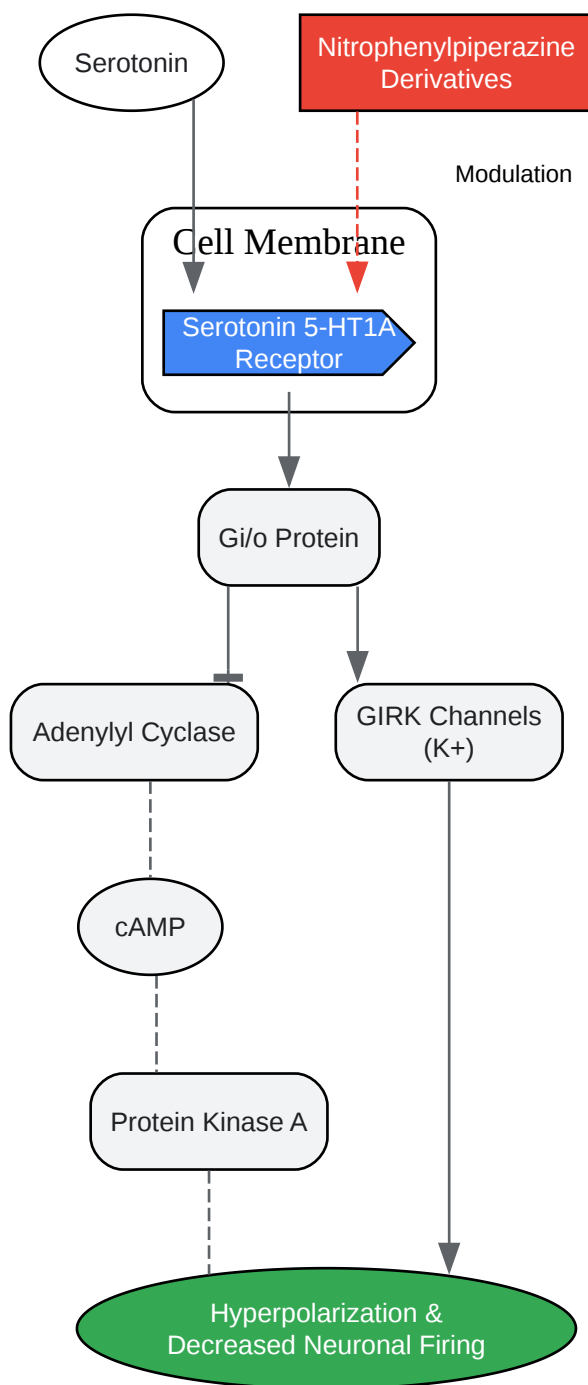 Serotonin
Nitrophenylpiperazine
Derivatives
Modulation
Cell Membrane
Serotonin 5-HT1A
Receptor
Gi/o Protein
Adenylyl Cyclase
GIRK Channels
(K+)
cAMP
Protein Kinase A
Hyperpolarization &
Decreased Neuronal Firing